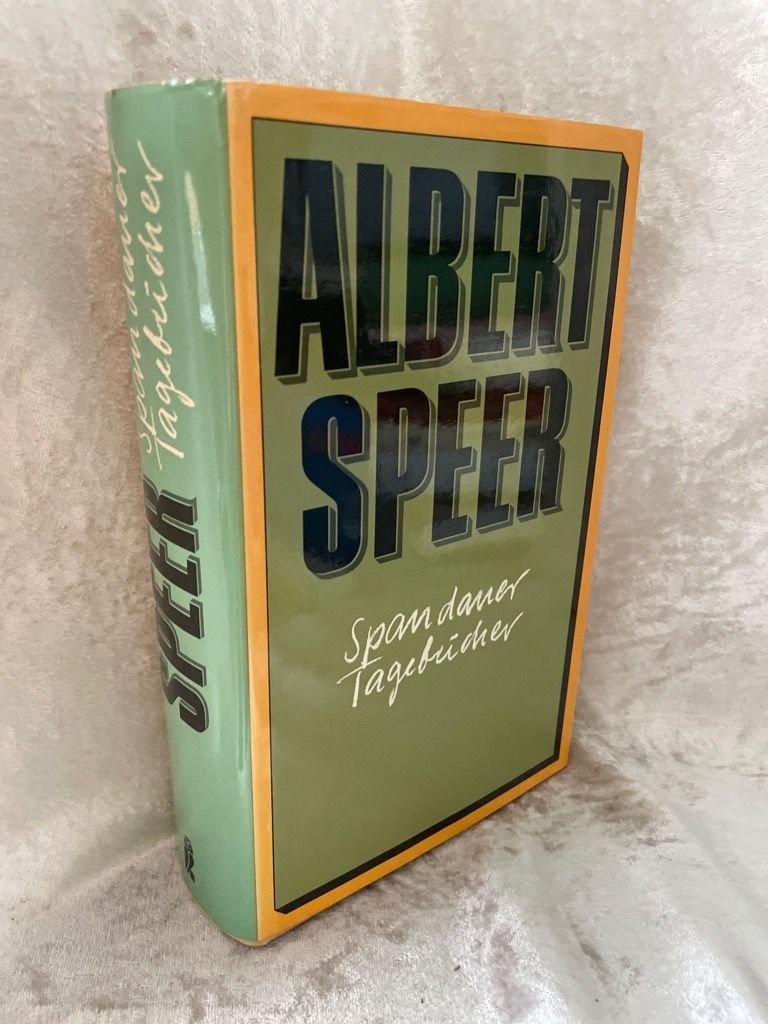 ALBERT
SPEER
Spandauer
Tagebücher
SPEER
Spandauer
Tagebücher